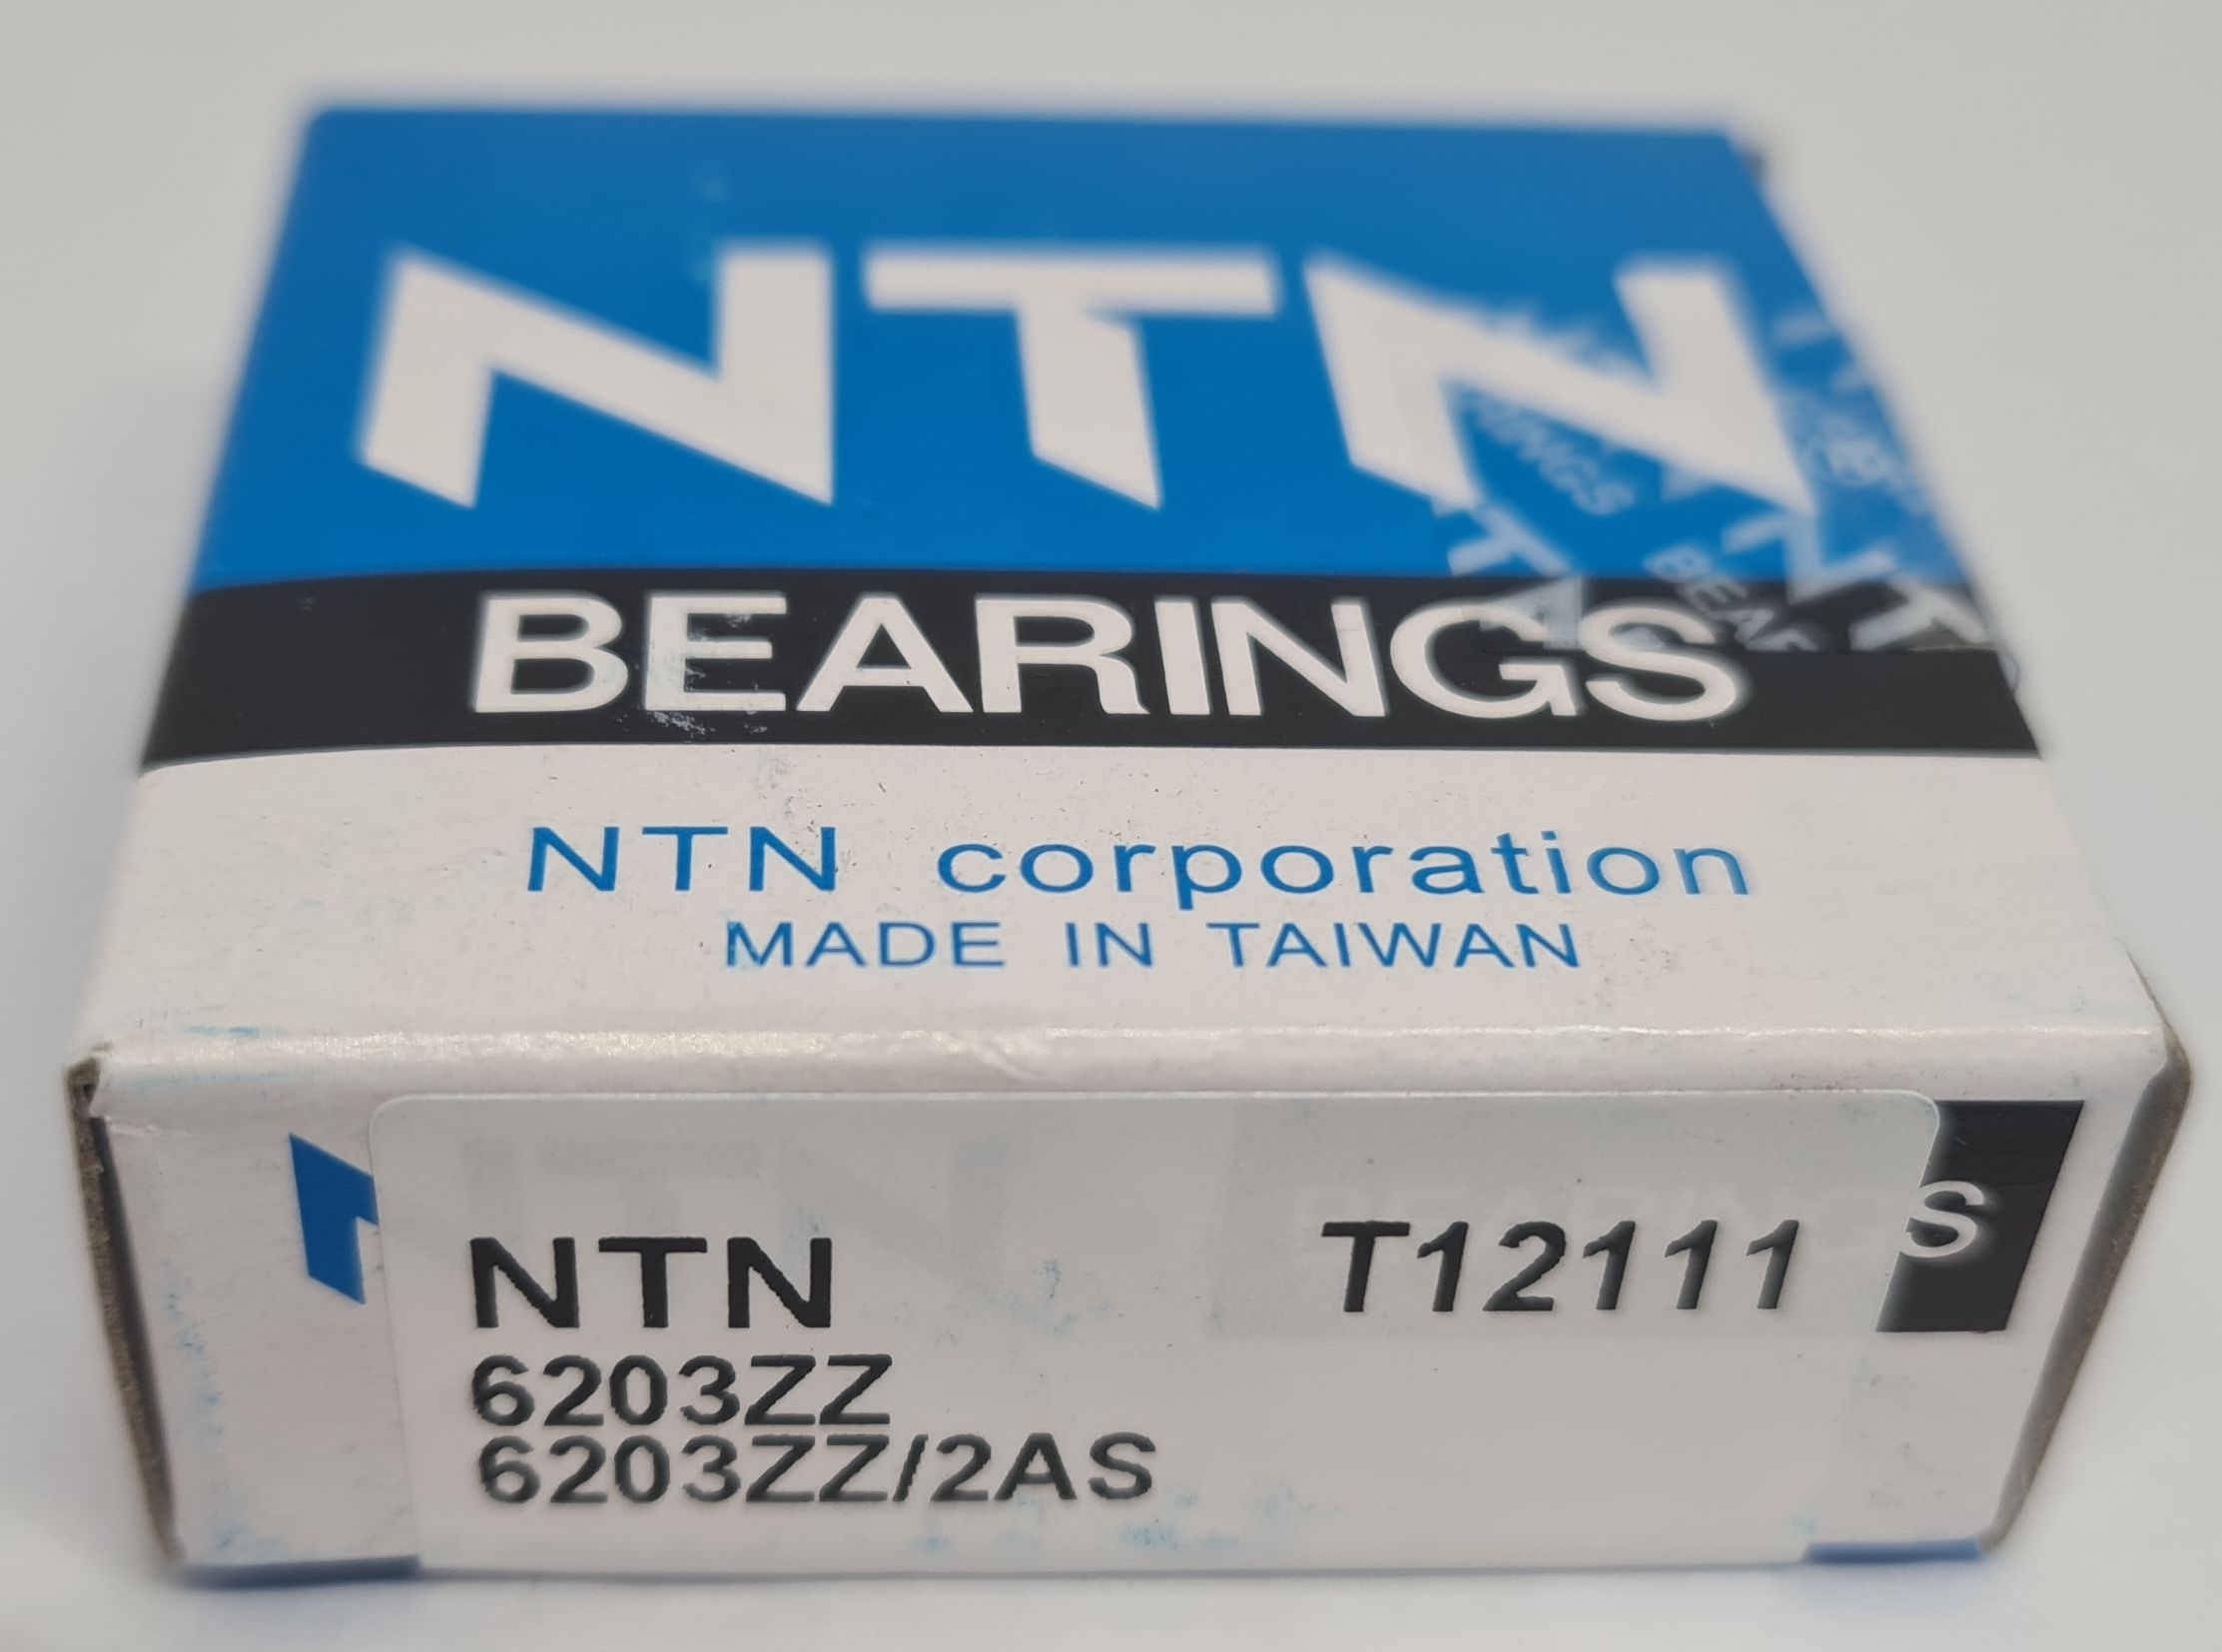 NTN
BEARINGS
NTN corporation
MADE IN TAIWAN
NTN T12111
6203ZZ
6203ZZ/2AS